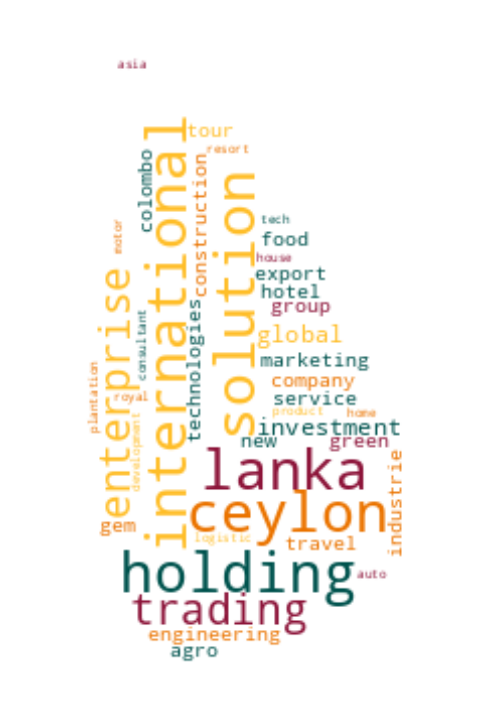 asia
international
tour
resort
colombo
construction
solution
tech
motor
food
house
export
enterprise
hotel
group
technologies
consultant
global
marketing
plantation
company
royal
service
product
home
development
investment
new
green
lanka
industrie
ceylon
gem
logistic
travel
holding
auto
trading
engineering
agro